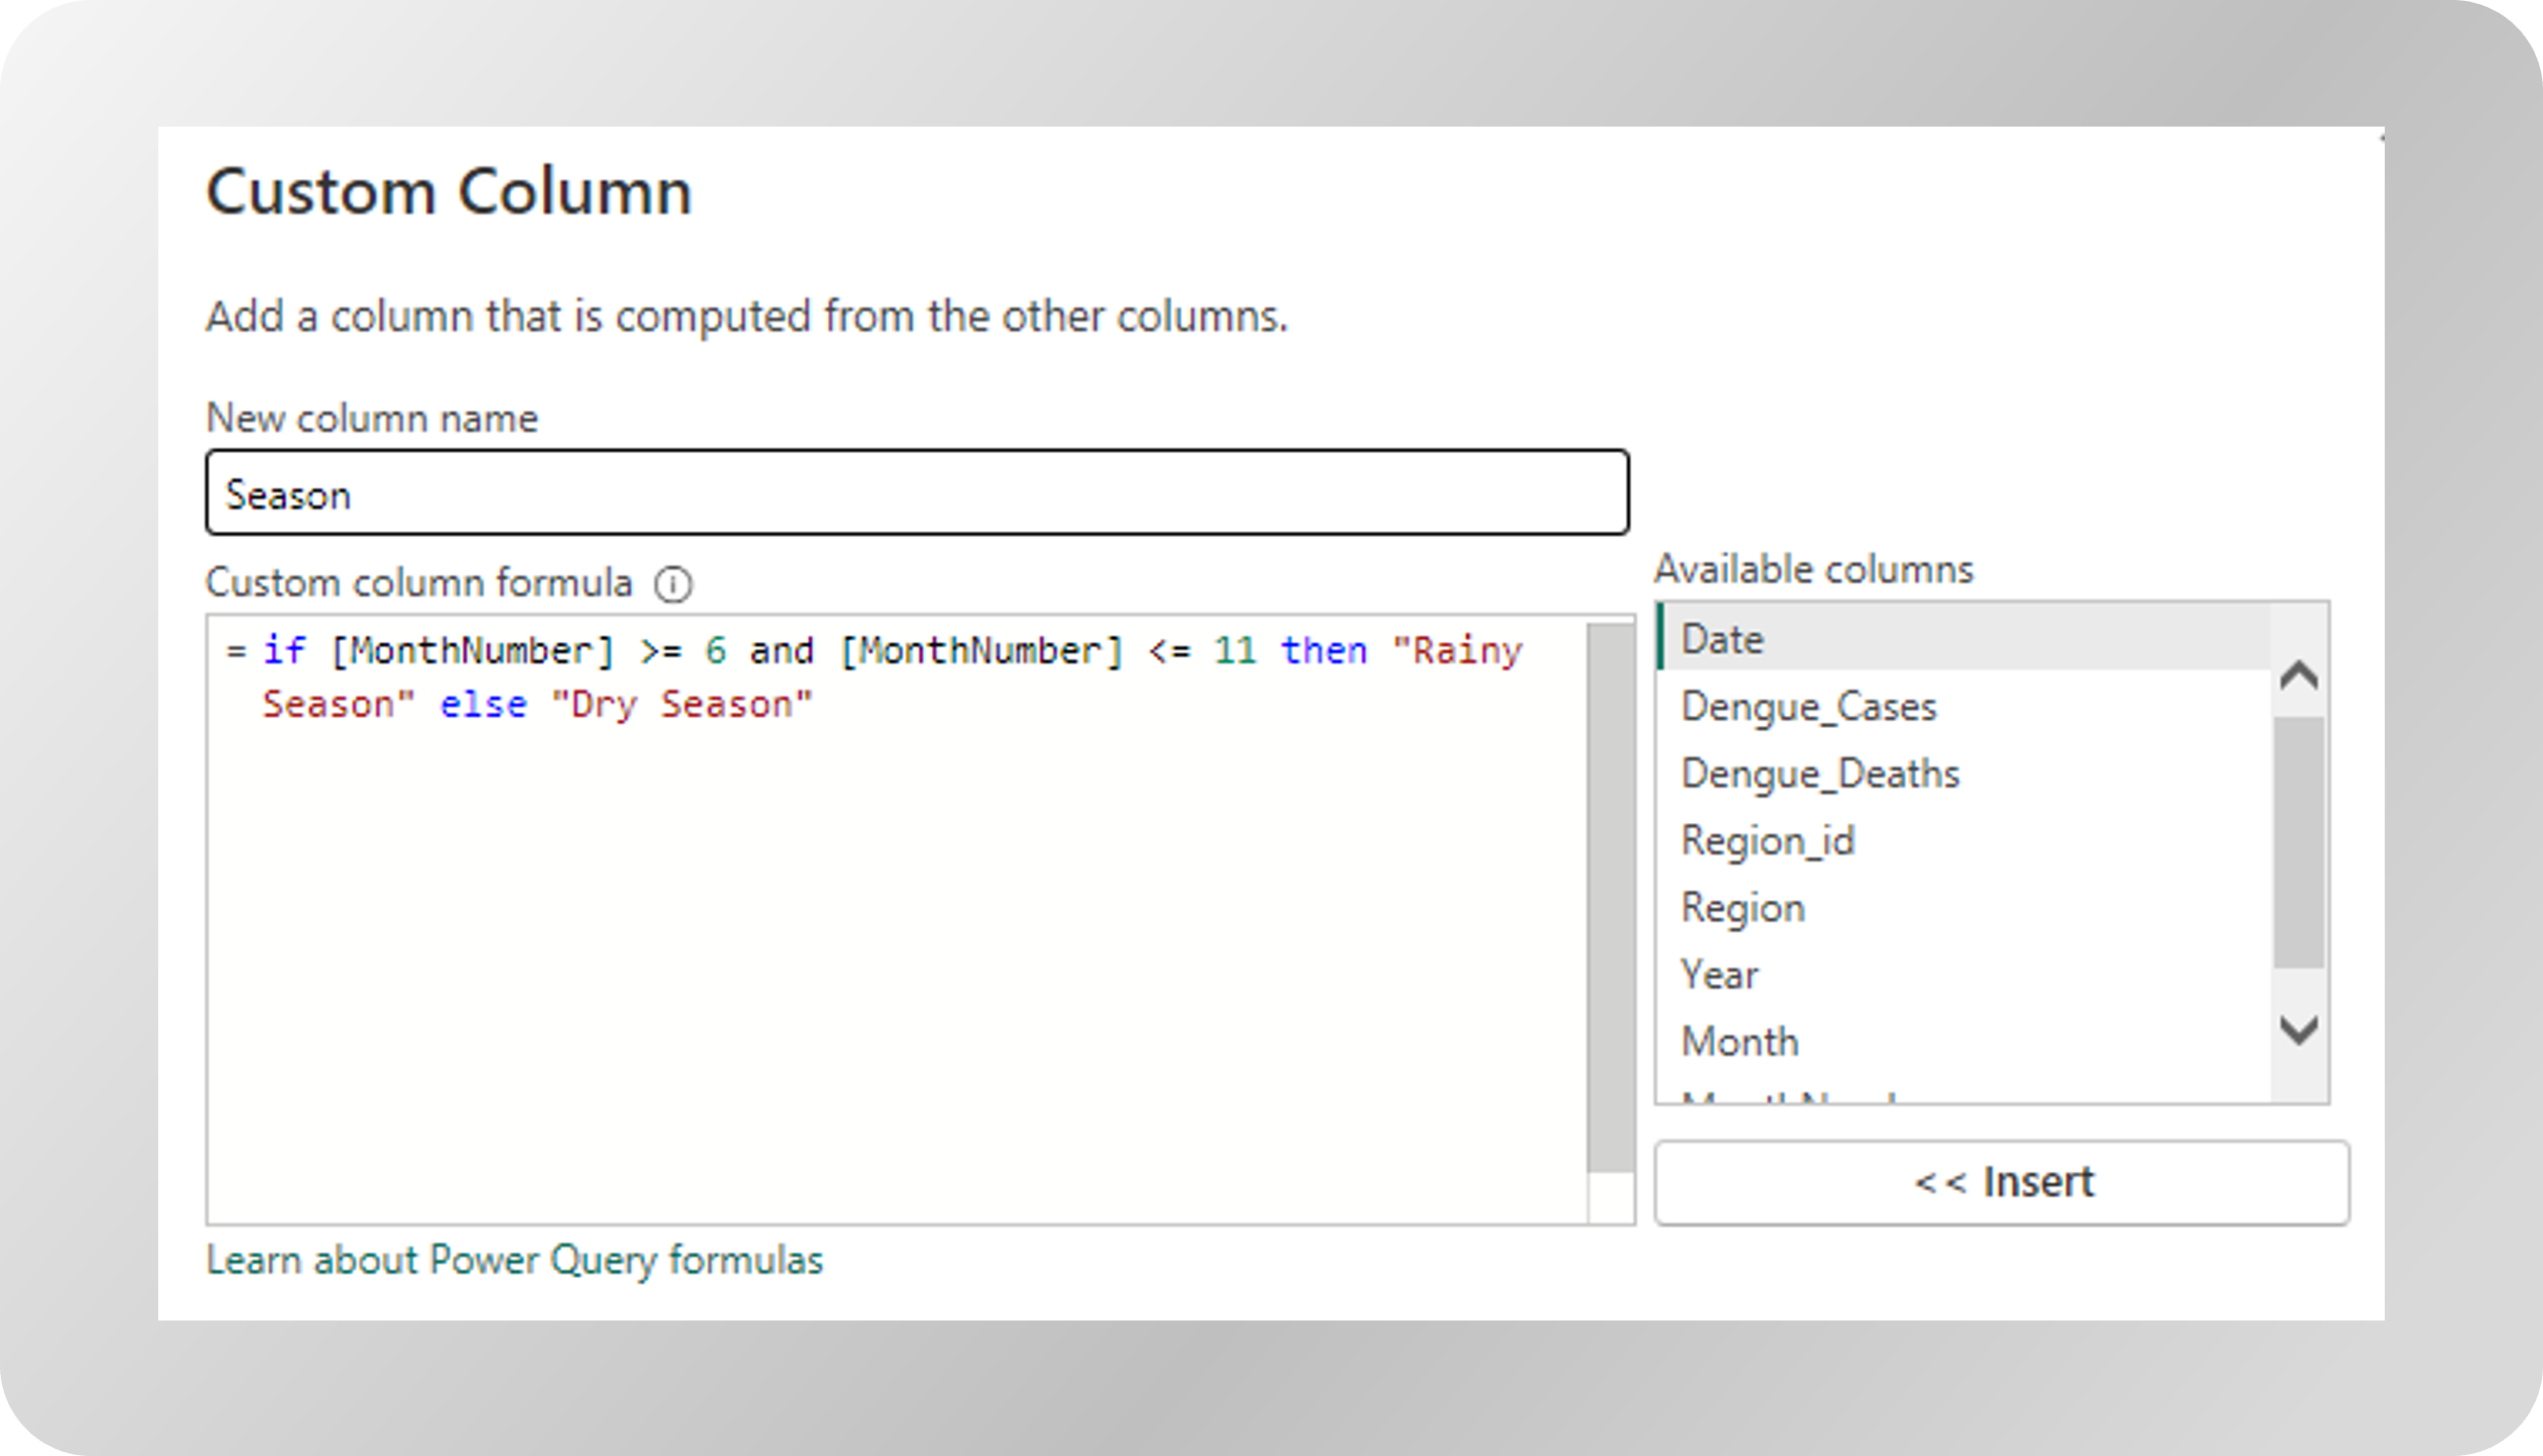 Custom Column
Add a column that is computed from the other columns.
New column name
Season
Custom column formula
= if [MonthNumber] >= 6 and [MonthNumber] <= 11 then "Rainy
Season" else "Dry Season"
Available columns
Date
Dengue_Cases
Dengue_Deaths
Region_id
Region
Year
Month
<< Insert
Learn about Power Query formulas